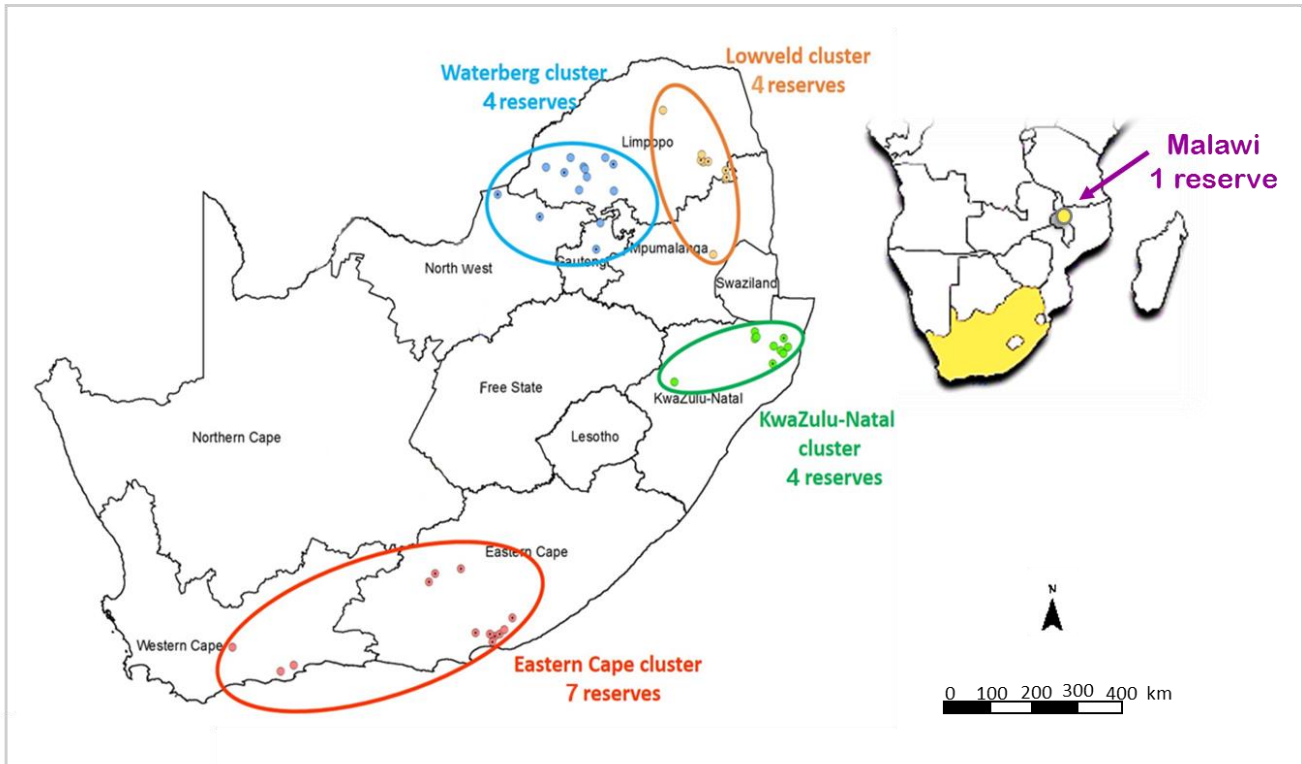 Lowveld cluster
4 reserves
Waterberg cluster
4 reserves
Limpopo
Malawi
1 reserve
North West
Gauteng
Mpumalanga
Swaziland
Free State
KwaZulu-Natal
Northern Cape
Lesotho
KwaZulu-Natal
cluster
4 reserves
Eastern Cape
Western Cape
Eastern Cape cluster
7 reserves
N
0 100 200 300 400 km